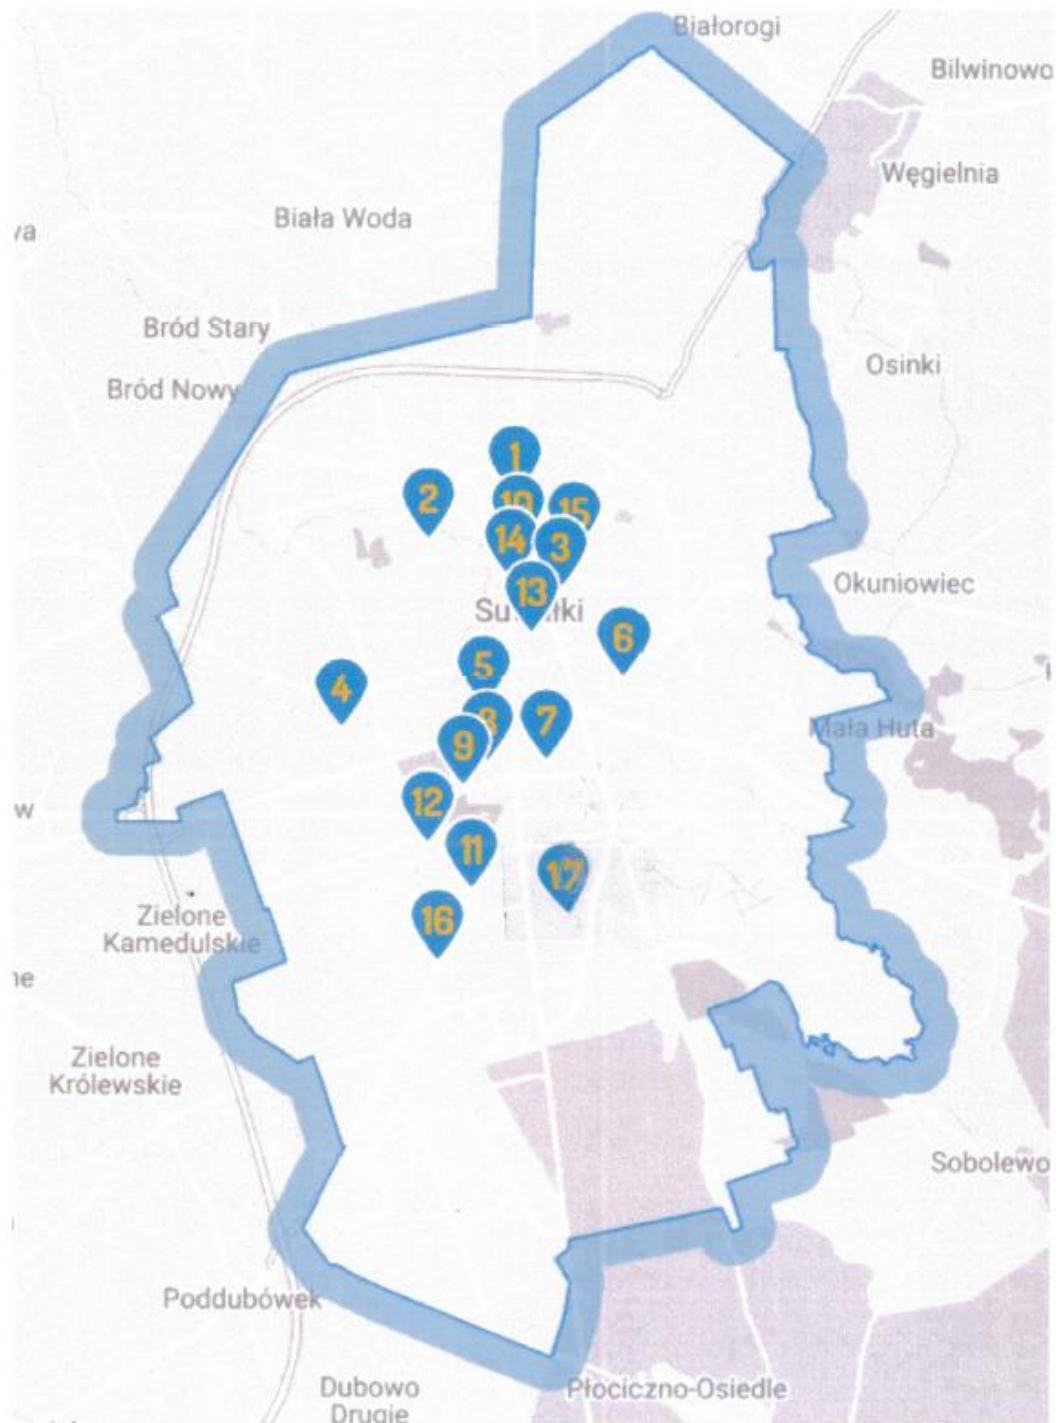 Białorogi
Bilwinowo
Węgielnia
Biała Woda
Bród Stary
Osinki
Bród Nowy
1
2
10
15
14
3
13
Okuniowiec
6
5
4
8
7
Mała Huta
9
12
11
17
Zielone
Kamedulskie
16
Zielone
Królewskie
Sobolewo
Poddubówek
Dubowo
Drugie
Płociczno-Osiedle